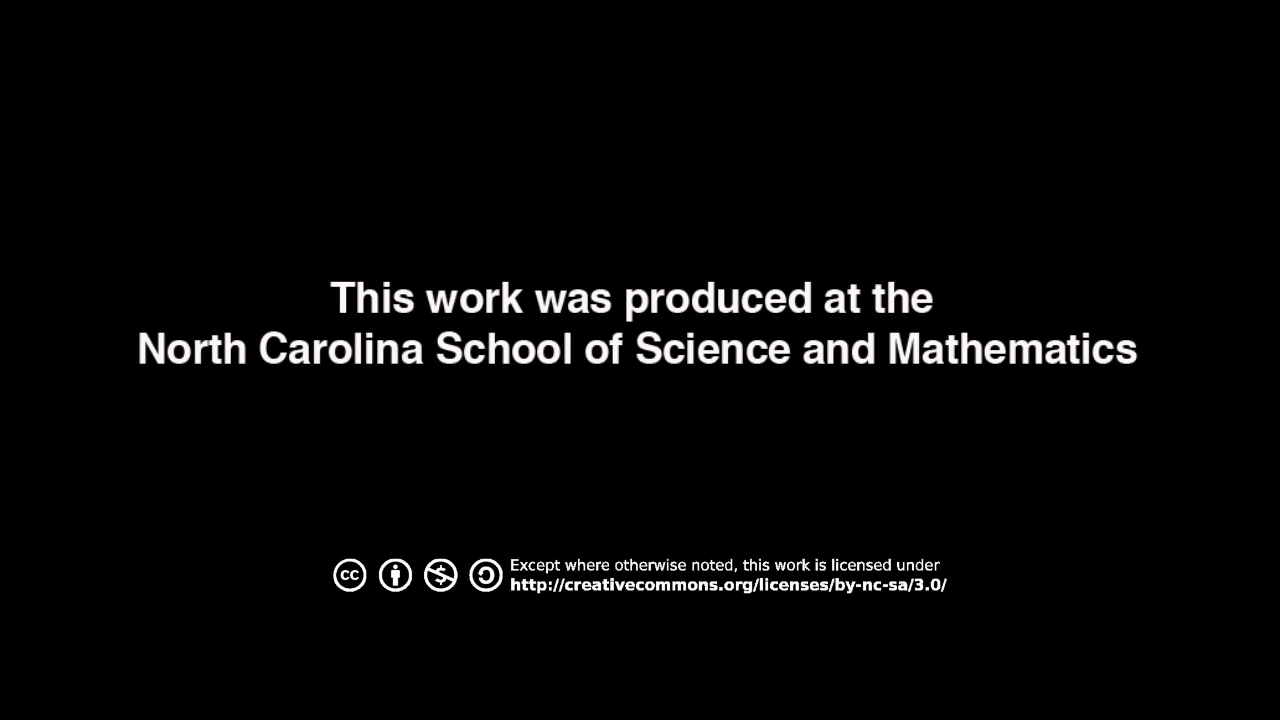 This work was produced at the
North Carolina School of Science and Mathematics
cc
Except where otherwise noted, this work is licensed under
http://creativecommons.org/licenses/by-nc-sa/3.0/